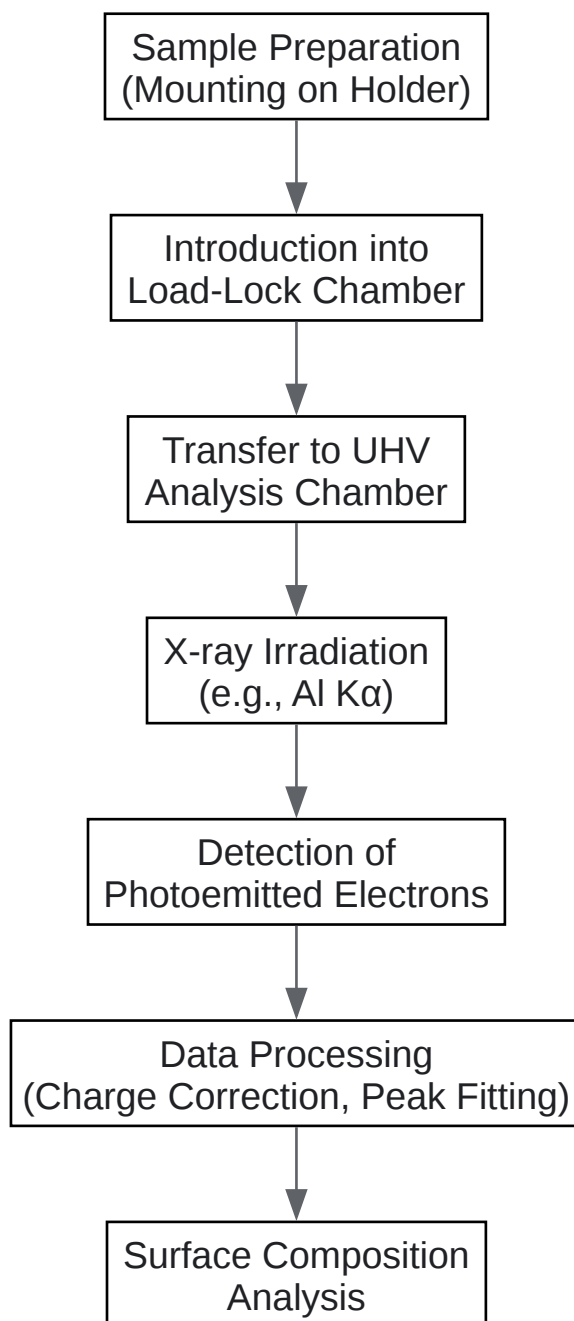 Sample Preparation
(Mounting on Holder)
Introduction into
Load-Lock Chamber
Transfer to UHV
Analysis Chamber
X-ray Irradiation
(e.g., Al Kα)
Detection of
Photoemitted Electrons
Data Processing
(Charge Correction, Peak Fitting)
Surface Composition
Analysis